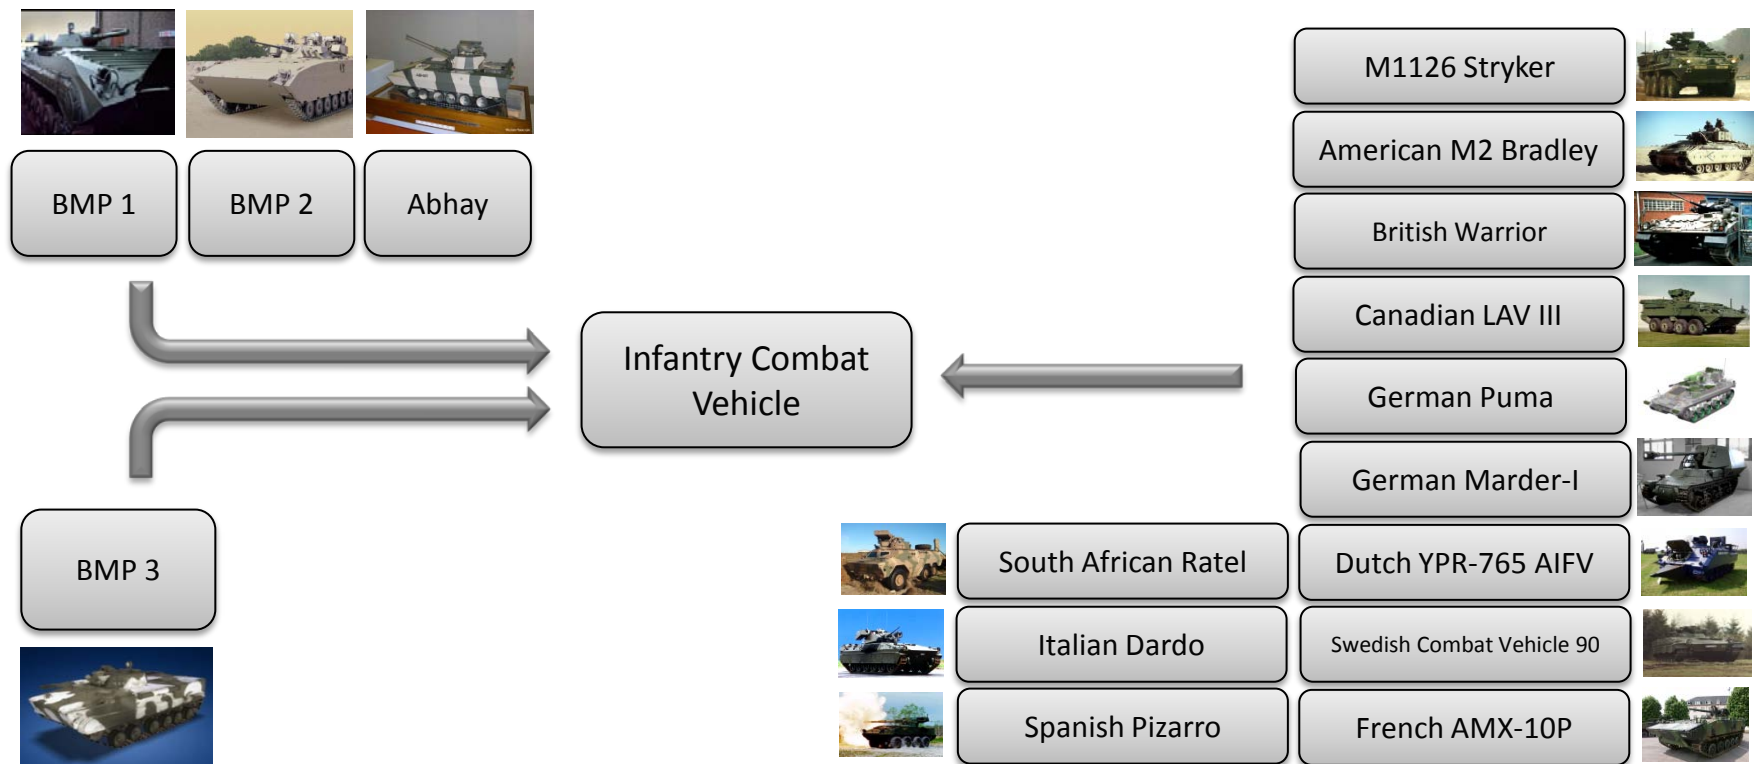 BMP 1
BMP 2
Abhay
BMP 3
Infantry Combat
Vehicle
M1126 Stryker
American M2 Bradley
British Warrior
Canadian LAV III
German Puma
German Marder-I
South African Ratel
Dutch YPR-765 AIFV
Italian Dardo
Swedish Combat Vehicle 90
Spanish Pizarro
French AMX-10P